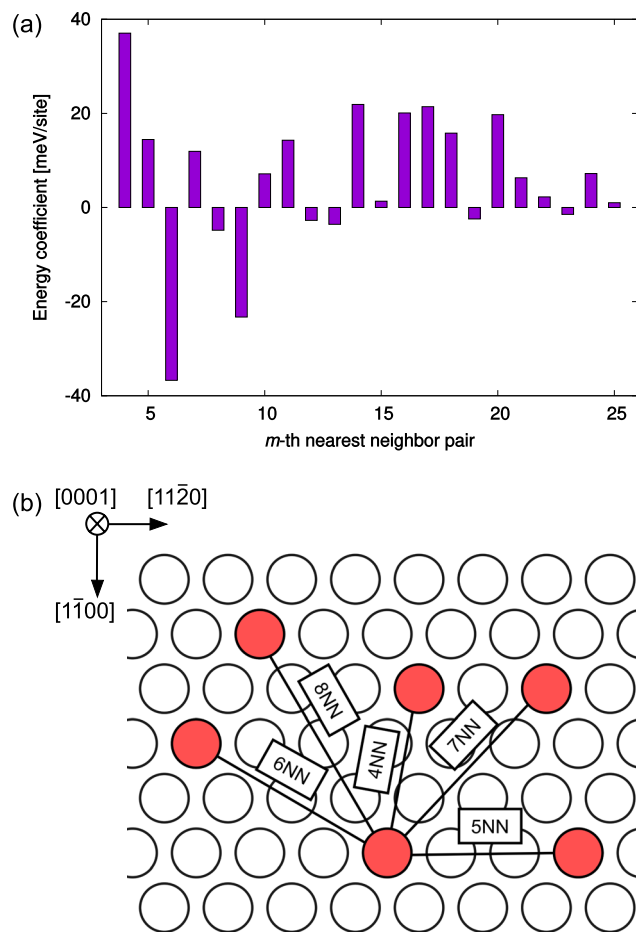 (a)
Energy coefficient [meV/site]
40
20
0
-20
-40
5
10
15
20
25
m-th nearest neighbor pair
(b)
[0001]
[112̅0]
[11̅00]
8NN
7NN
4NN
6NN
5NN